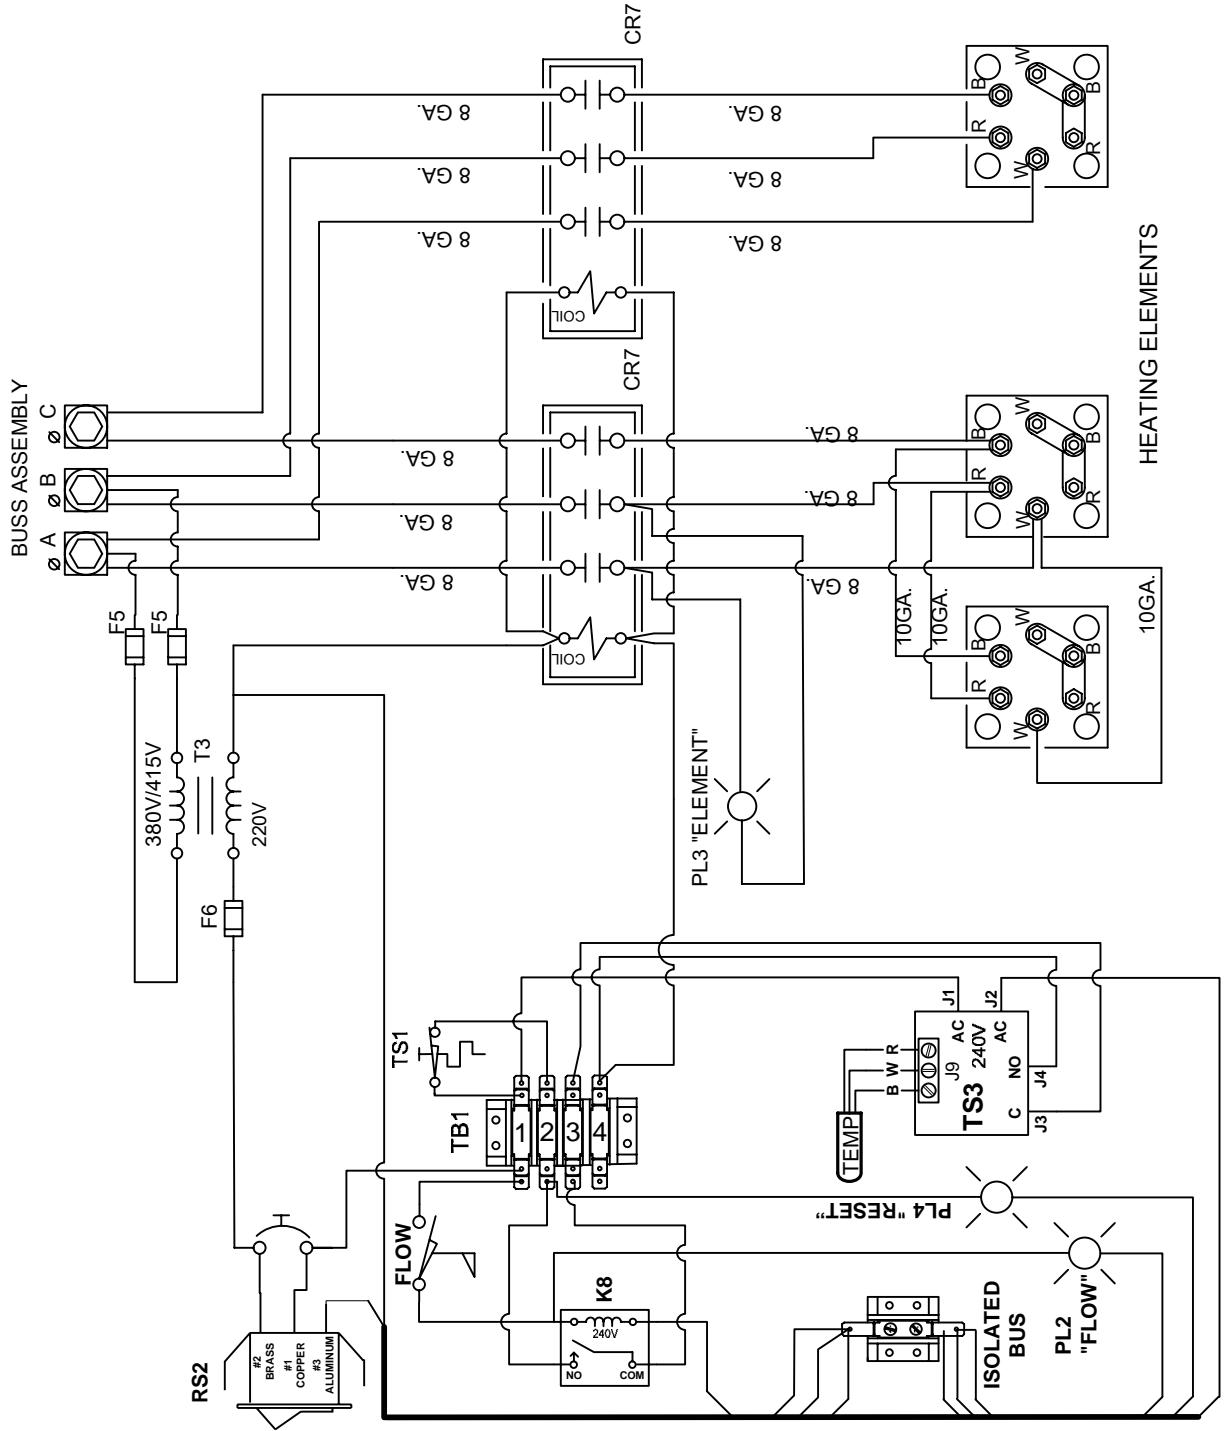 BUSS ASSEMBLY
ø A
ø B
ø C
F5
F5
380V/415V
T3
220V
F6
8 GA.
8 GA.
8 GA.
8 GA.
8 GA.
8 GA.
8 GA.
8 GA.
8 GA.
8 GA.
8 GA.
8 GA.
CR7
CR7
COIL
COIL
B
R
W
W
B
R
B
R
W
W
B
R
B
R
W
W
B
R
10GA.
10GA.
10GA.
HEATING ELEMENTS
PL3 "ELEMENT"
TS1
TB1
1
2
3
4
FLOW
RS2
#2
BRASS
#1
COPPER
#3
ALUMINUM
K8
240V
NO
COM
PL4 "RESET"
PL2
"FLOW"
ISOLATED
BUS
TEMP
B W R
J9
TS3
240V
AC
AC
J1
J2
C
NO
J3
J4